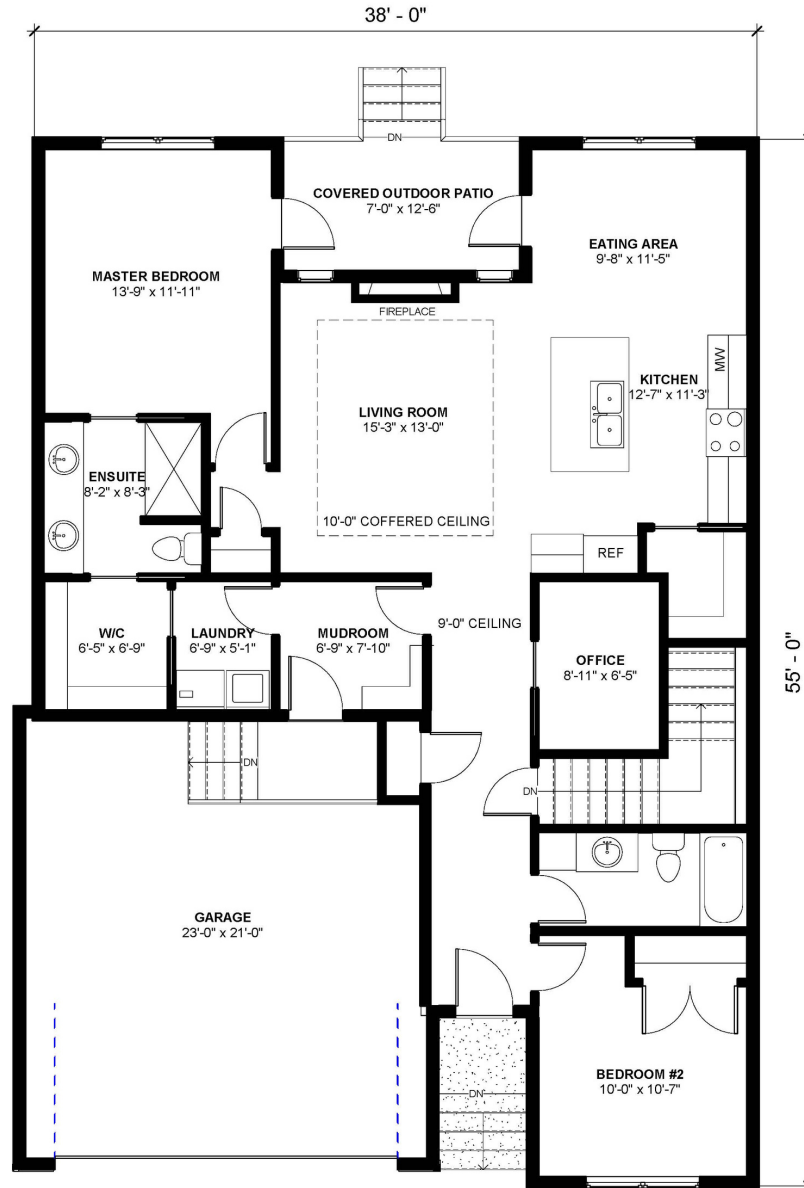 38' - 0"
DN
COVERED OUTDOOR PATIO
7'-0" x 12'-6"
EATING AREA
9'-8" x 11'-5"
MASTER BEDROOM
13'-9" x 11'-11"
FIREPLACE
MW
KITCHEN
12'-7" x 11'-3"
LIVING ROOM
15'-3" x 13'-0"
ENSUITE
8'-2" x 8'-3"
10'-0" COFFERED CEILING
REF
9'-0" CEILING
W/C
6'-5" x 6'-9"
LAUNDRY
6'-9" x 5'-1"
MUDROOM
6'-9" x 7'-10"
OFFICE
8'-11" x 6'-5"
55' - 0"
DN
DN
GARAGE
23'-0" x 21'-0"
BEDROOM #2
10'-0" x 10'-7"
DN